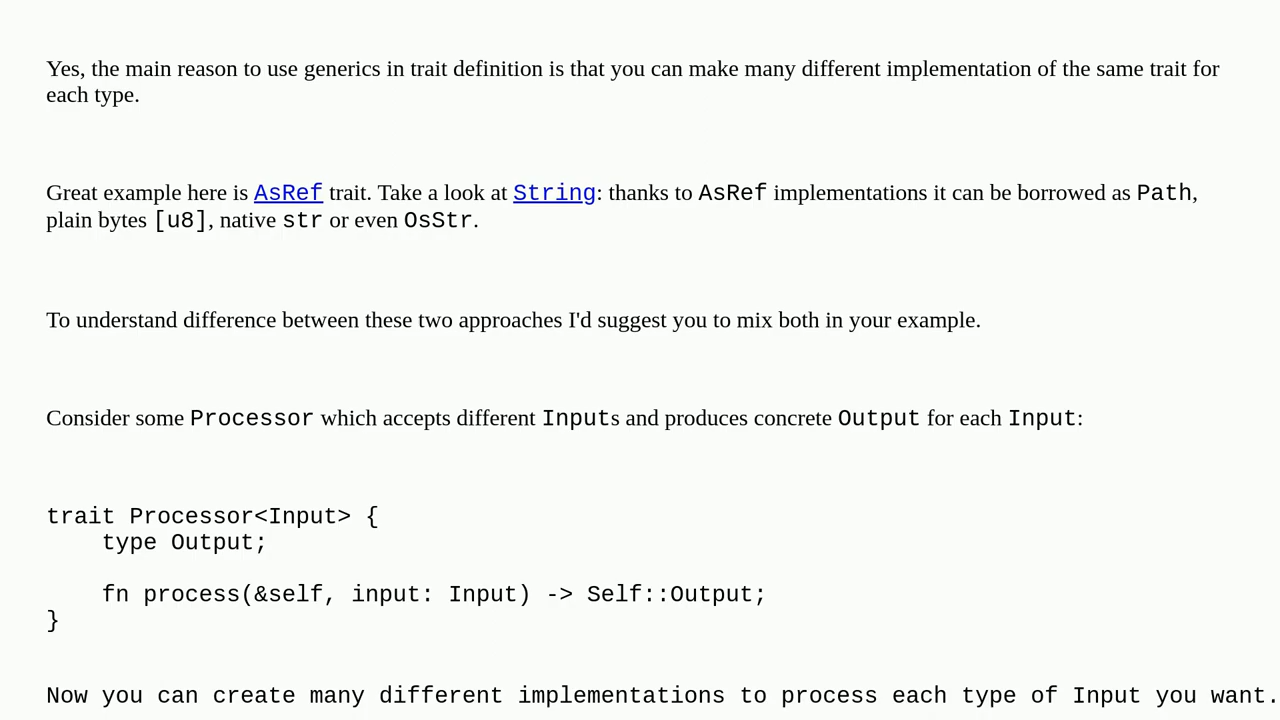 Yes, the main reason to use generics in trait definition is that you can make many different implementation of the same trait for
each type.
Great example here is AsRef trait. Take a look at String: thanks to AsRef implementations it can be borrowed as Path,
plain bytes [u8], native str or even OsStr.
To understand difference between these two approaches I'd suggest you to mix both in your example.
Consider some Processor which accepts different Inputs and produces concrete Output for each Input:
trait Processor<Input> {
    type Output;
    fn process(&self, input: Input) -> Self::Output;
}
Now you can create many different implementations to process each type of Input you want.